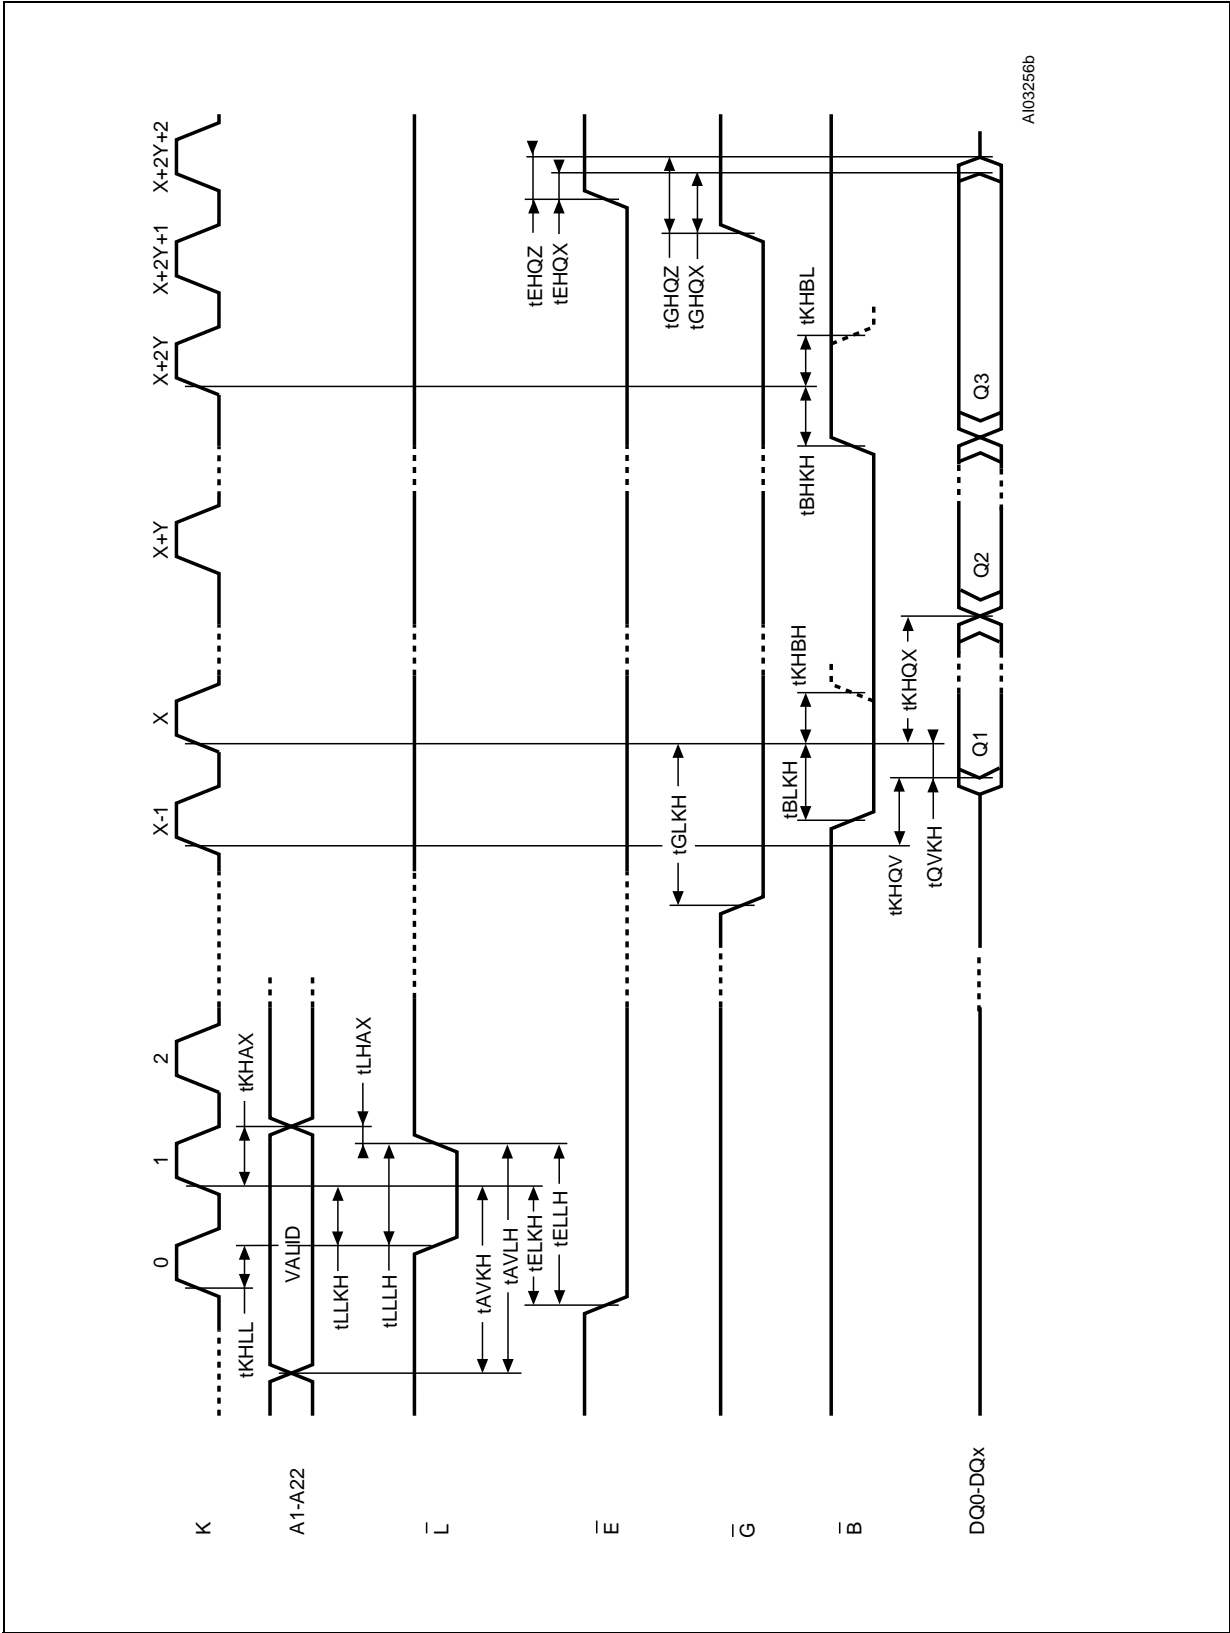 K
0
1
2
X-1
X
X+Y
X+2Y
X+2Y+1
X+2Y+2
tKHLL
tKHAX
A1-A22
VALID
tLLKH
tLHAX
tLLLH
L
tAVKH
tAVLH
tELKH
tELLH
tEHQZ
tEHQX
E
tGLKH
tGHQZ
tGHQX
G
tBLKH
tKHBH
tBHKH
tKHBL
B
tKHQV
tKHQX
tQVKH
DQ0-DQx
Q1
Q2
Q3
AI03256b